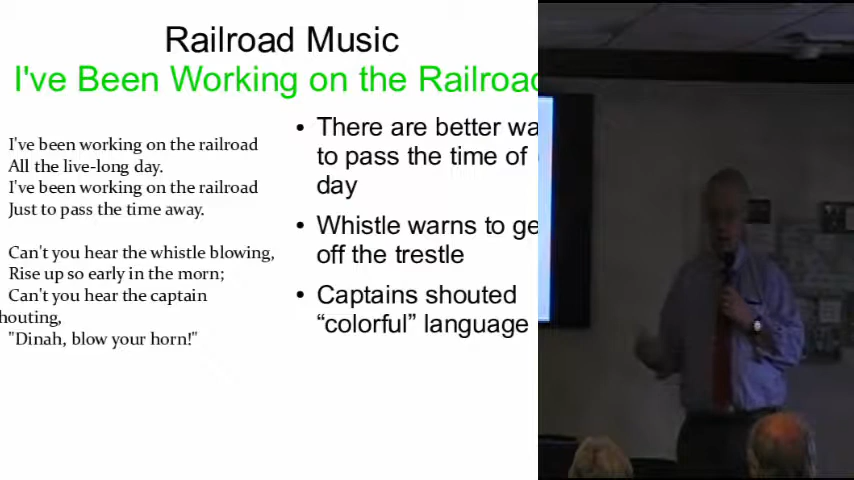 Railroad Music
I've Been Working on the Railroad
I've been working on the railroad
All the live-long day.
I've been working on the railroad
Just to pass the time away.
Can't you hear the whistle blowing,
Rise up so early in the morn;
Can't you hear the captain
houting,
"Dinah, blow your horn!"
• There are better wa
to pass the time of
day
• Whistle warns to ge
off the trestle
• Captains shouted
“colorful” language